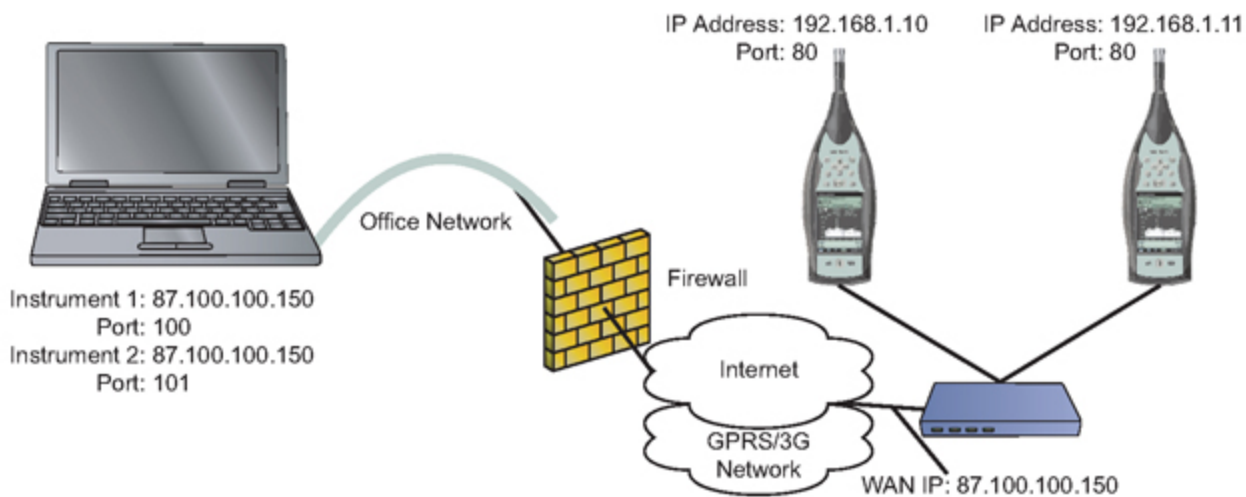 IP Address: 192.168.1.10
Port: 80
IP Address: 192.168.1.11
Port: 80
Office Network
Firewall
Instrument 1: 87.100.100.150
Port: 100
Instrument 2: 87.100.100.150
Port: 101
Internet
GPRS/3G
Network
WAN IP: 87.100.100.150